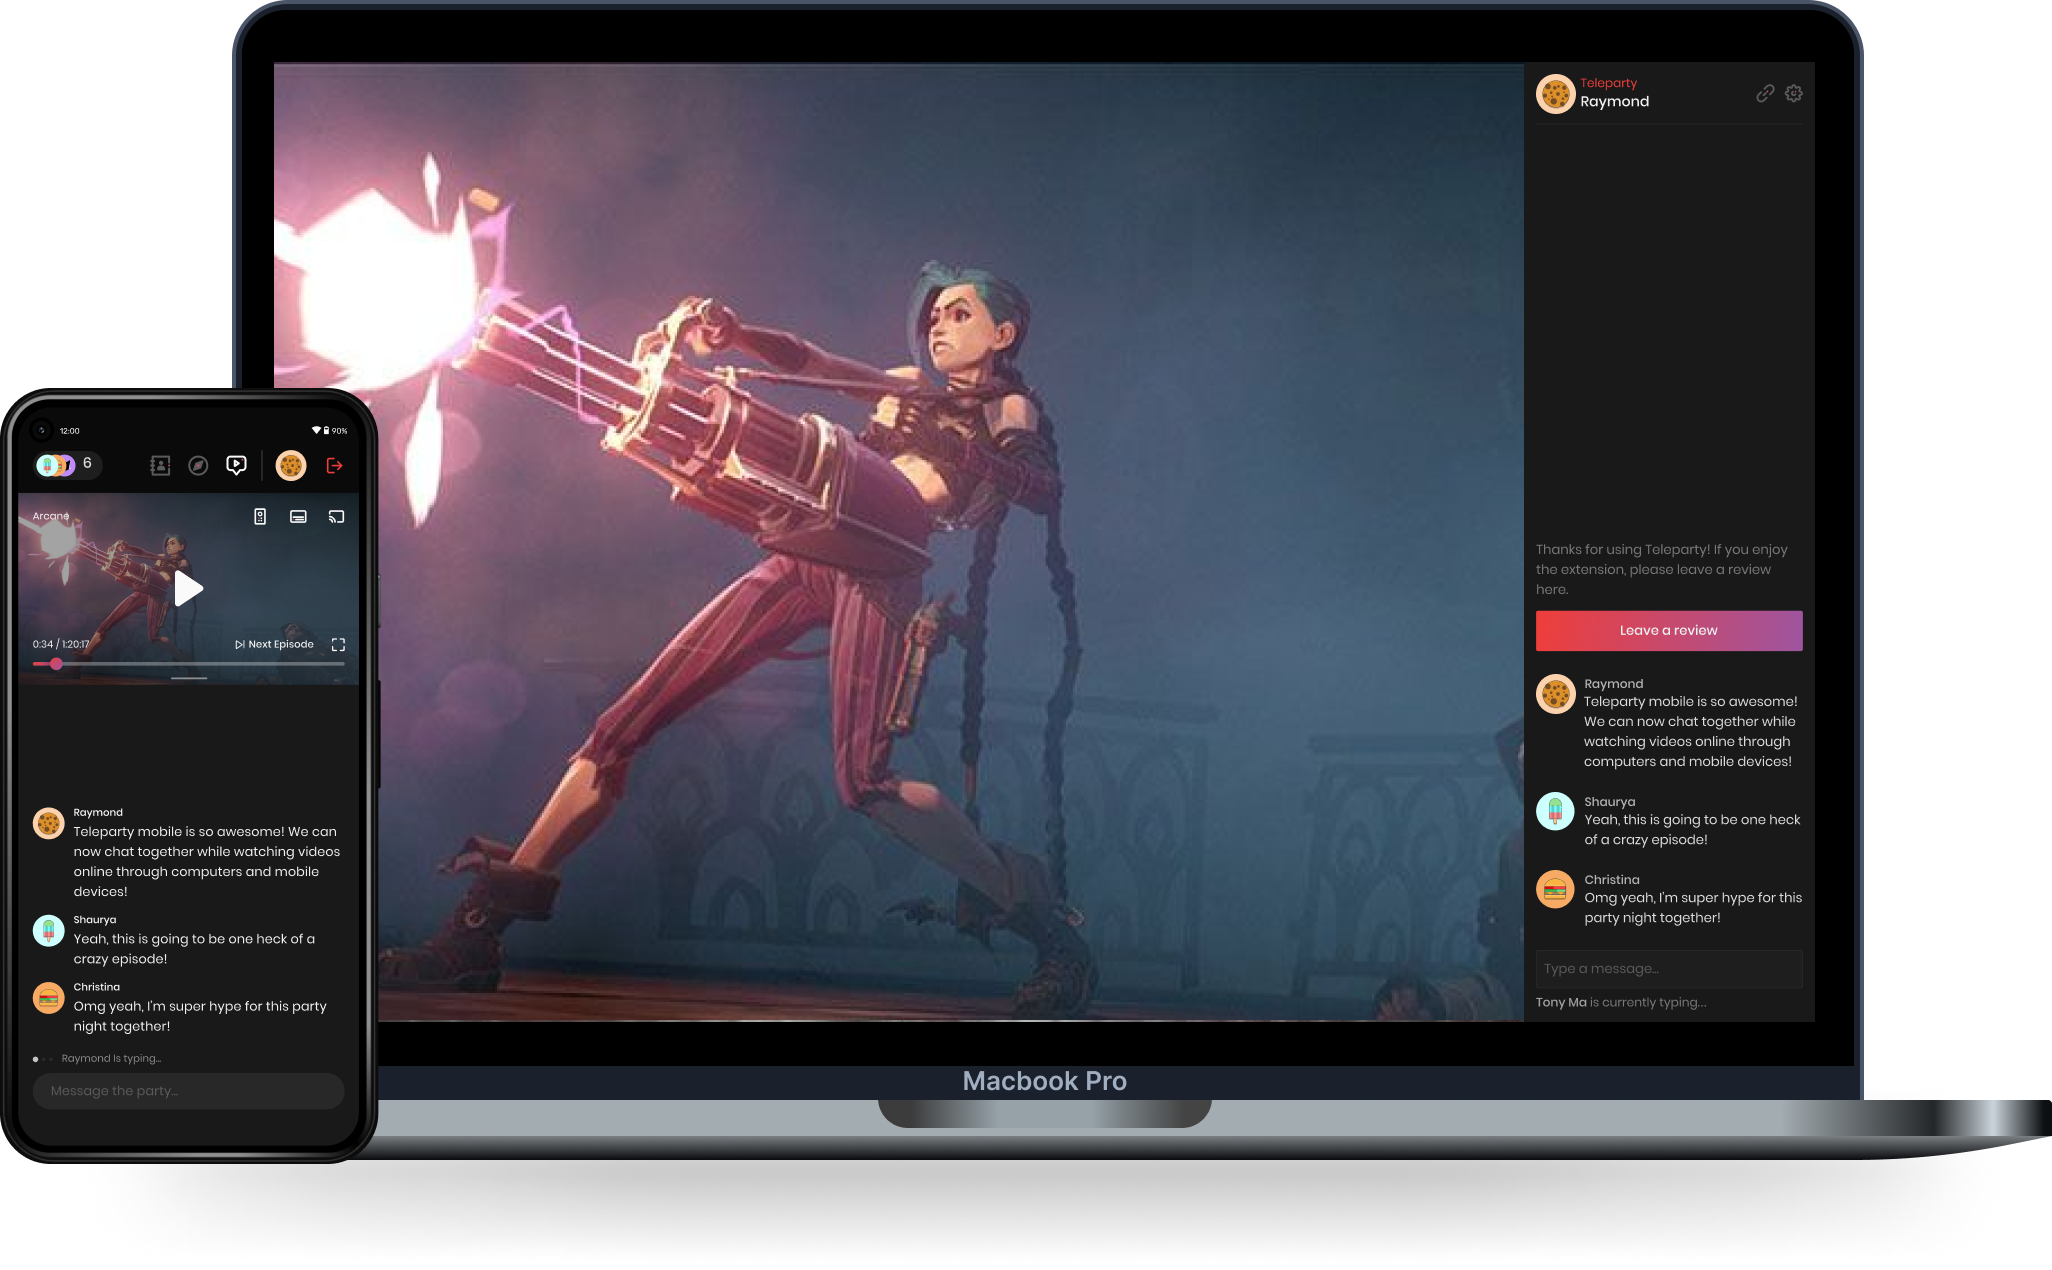 Teleparty
Raymond
Thanks for using Teleparty! If you enjoy
the extension, please leave a review
here.
Leave a review
Raymond
Teleparty mobile is so awesome!
We can now chat together while
watching videos online through
computers and mobile devices!
Shaurya
Yeah, this is going to be one heck
of a crazy episode!
Christina
Omg yeah, I'm super hype for this
party night together!
Type a message...
Tony Ma is currently typing...
Macbook Pro
12:00
90%
6
Arcane
0:34 / 1:20:17
Next Episode
Raymond
Teleparty mobile is so awesome! We can
now chat together while watching videos
online through computers and mobile
devices!
Shaurya
Yeah, this is going to be one heck of a
crazy episode!
Christina
Omg yeah, I'm super hype for this party
night together!
Raymond Is typing...
Message the party...